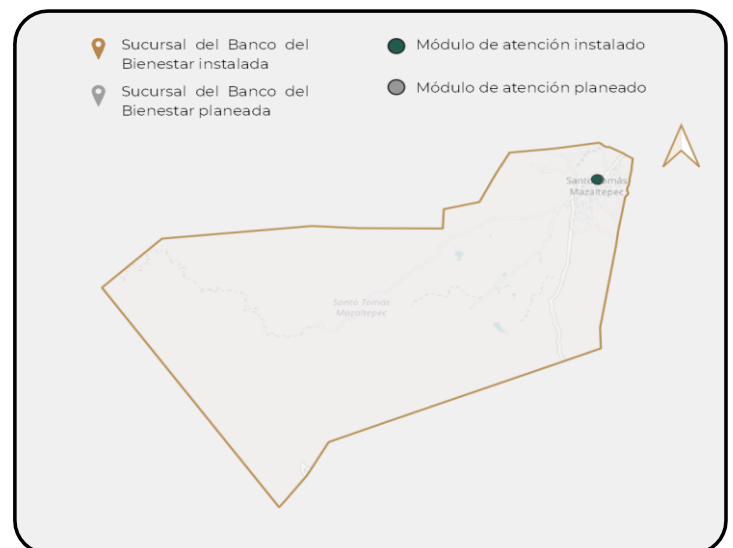 Sucursal del Banco del
Bienestar instalada
Sucursal del Banco del
Bienestar planeada
Módulo de atención instalado
Módulo de atención planeado
Santo Tomás
Mazaltepec
Santo Tomás
Mazaltepec